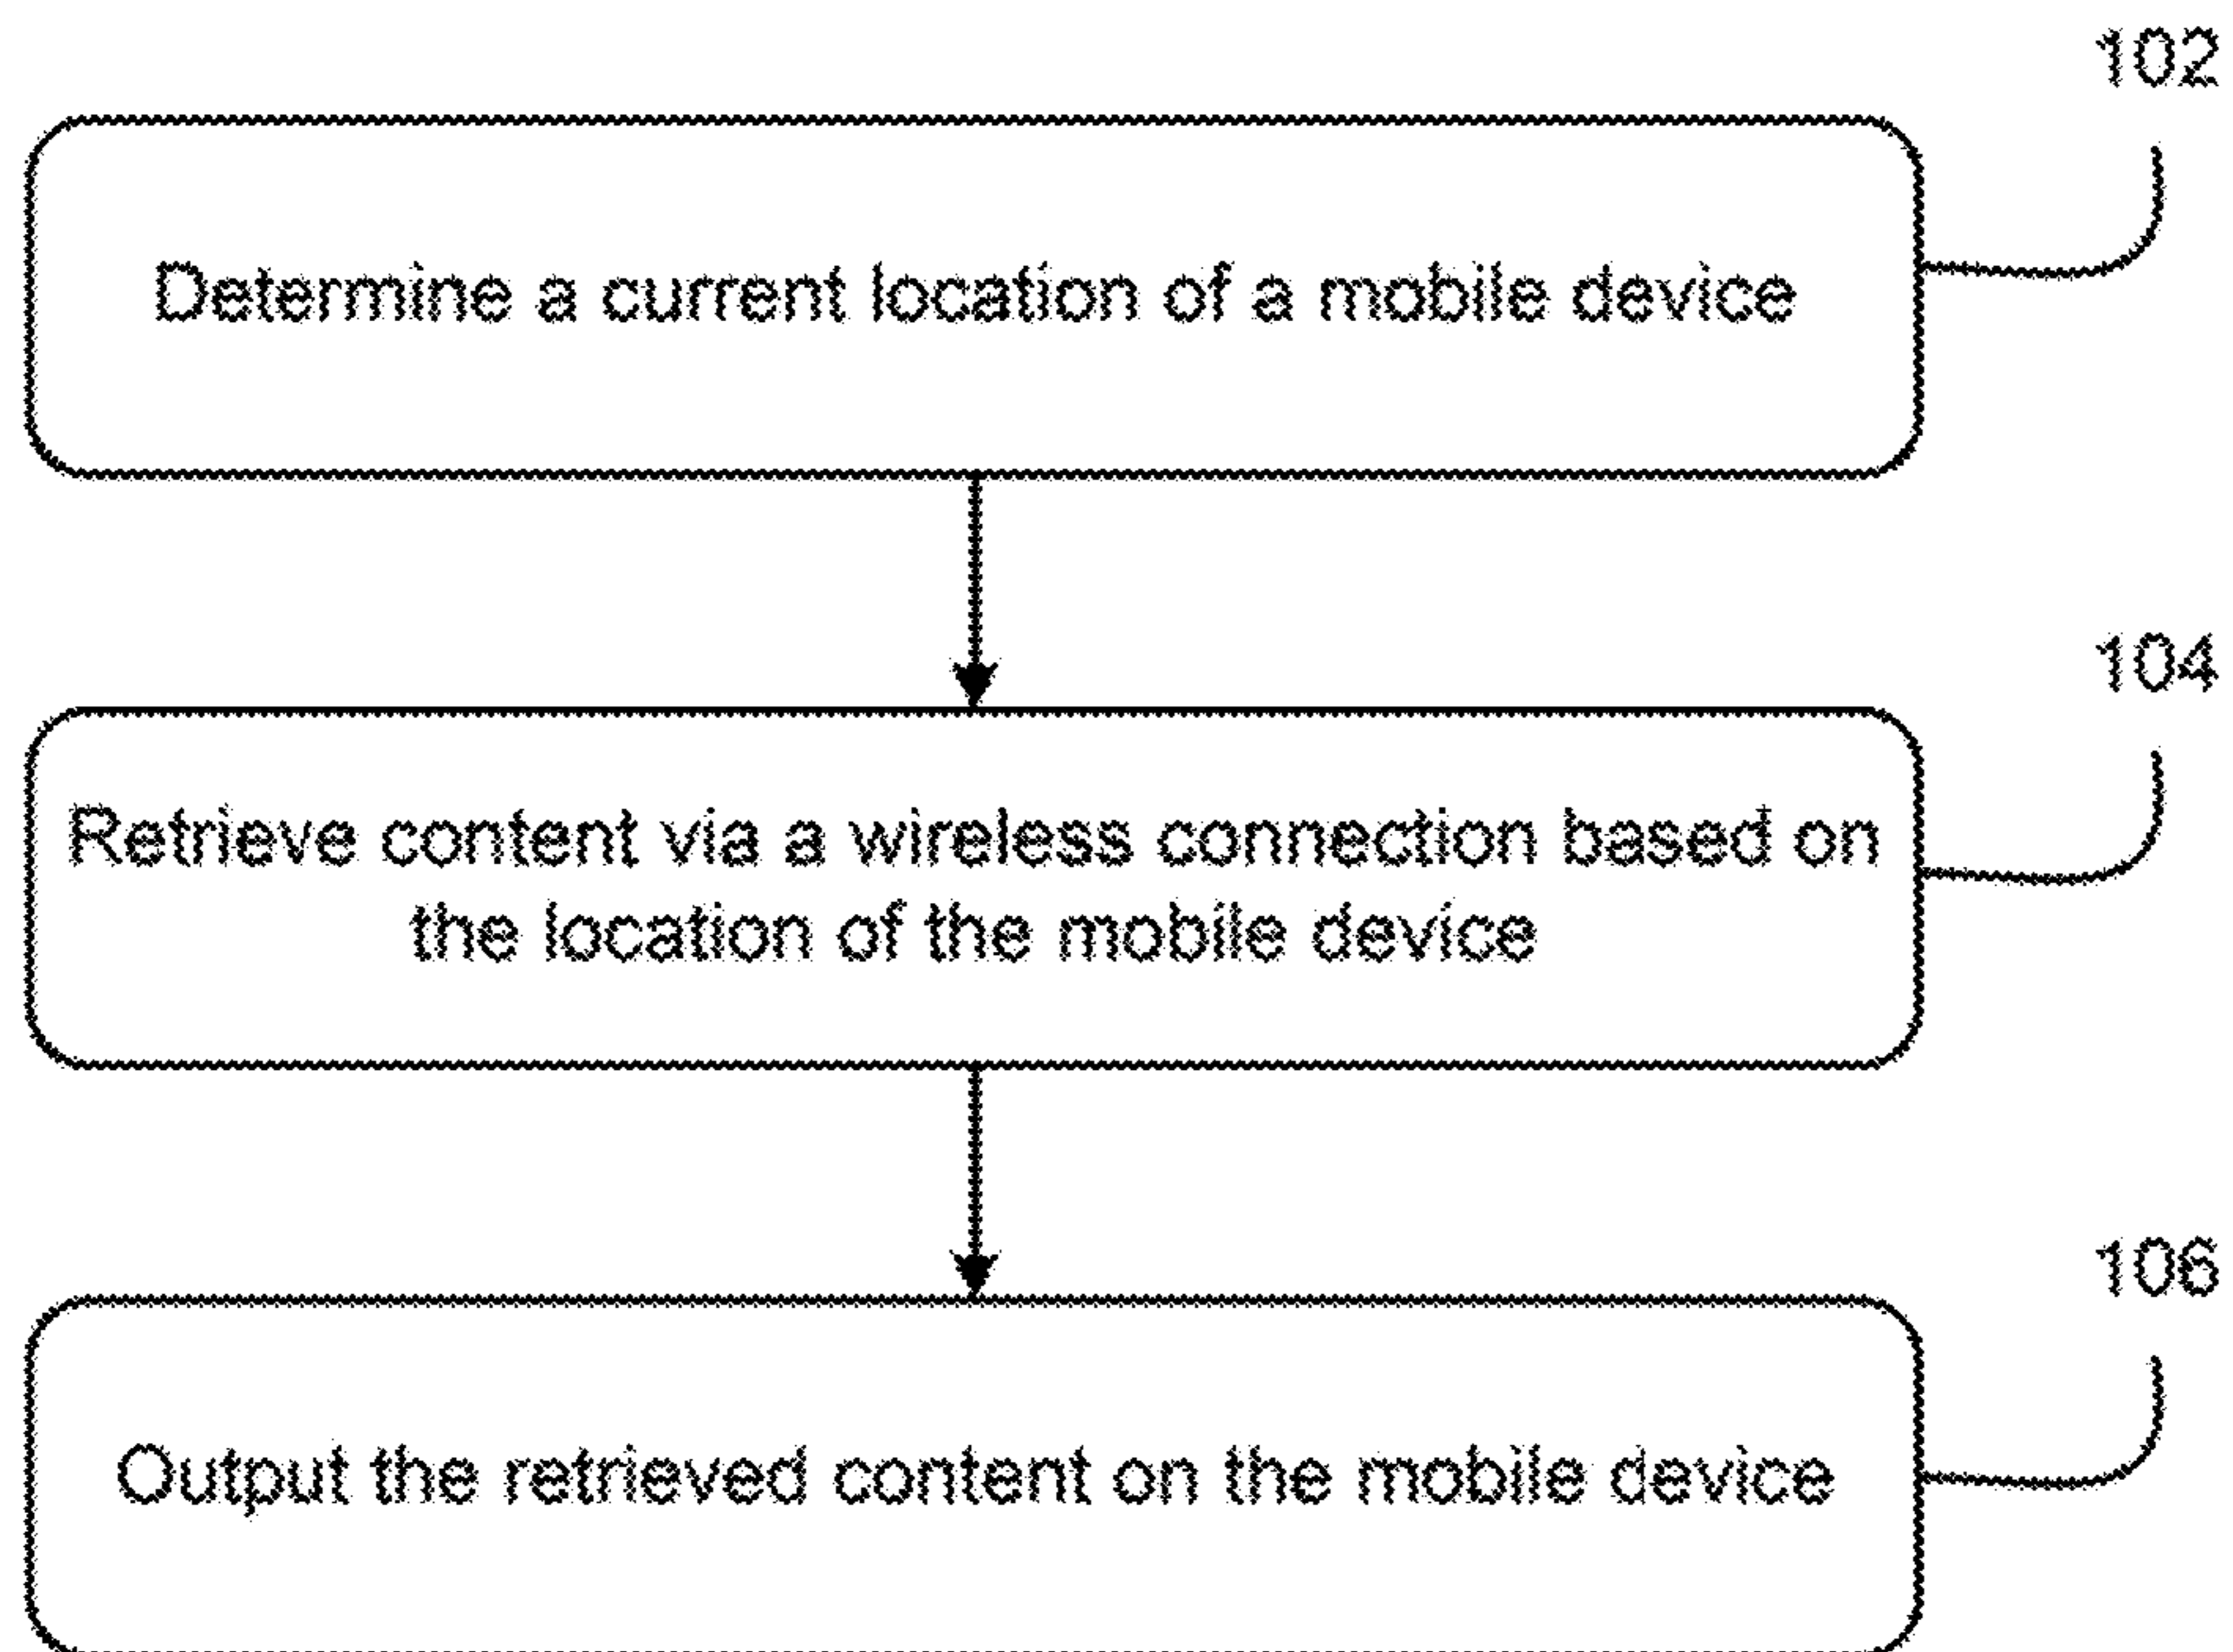 102
Determine a current location of a mobile device
104
Retrieve content via a wireless connection based on
the location of the mobile device
106
Output the retrieved content on the mobile device